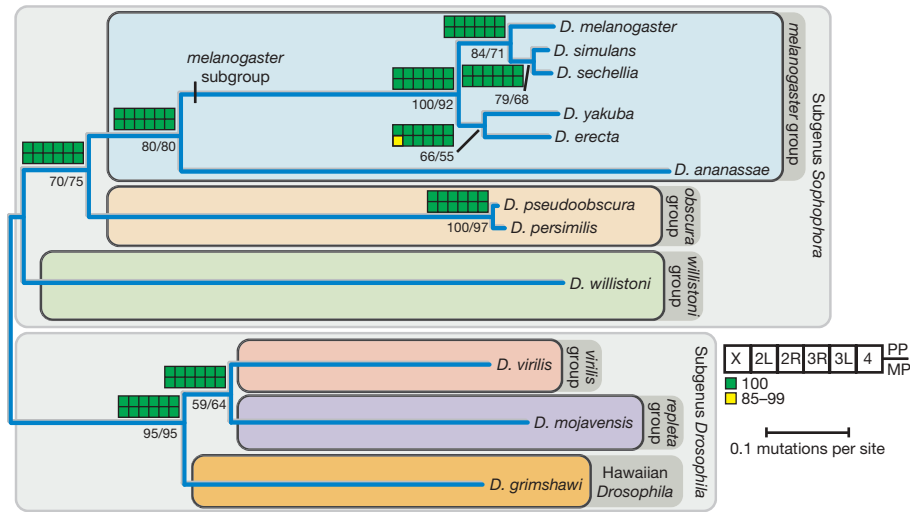 D. melanogaster
84/71
D. simulans
D. sechellia
79/68
melanogaster
subgroup
100/92
D. yakuba
D. erecta
66/55
80/80
D. ananassae
70/75
melanogaster group
D. pseudoobscura
D. persimilis
100/97
obscura
group
D. willistoni
willistoni
group
Subgenus Sophophora
D. virilis
virilis
group
59/64
D. mojavensis
repleta
group
95/95
D. grimshawi
Hawaiian
Drosophila
Subgenus Drosophila
X 2L 2R 3R 3L 4 PP
MP
100
85–99
0.1 mutations per site